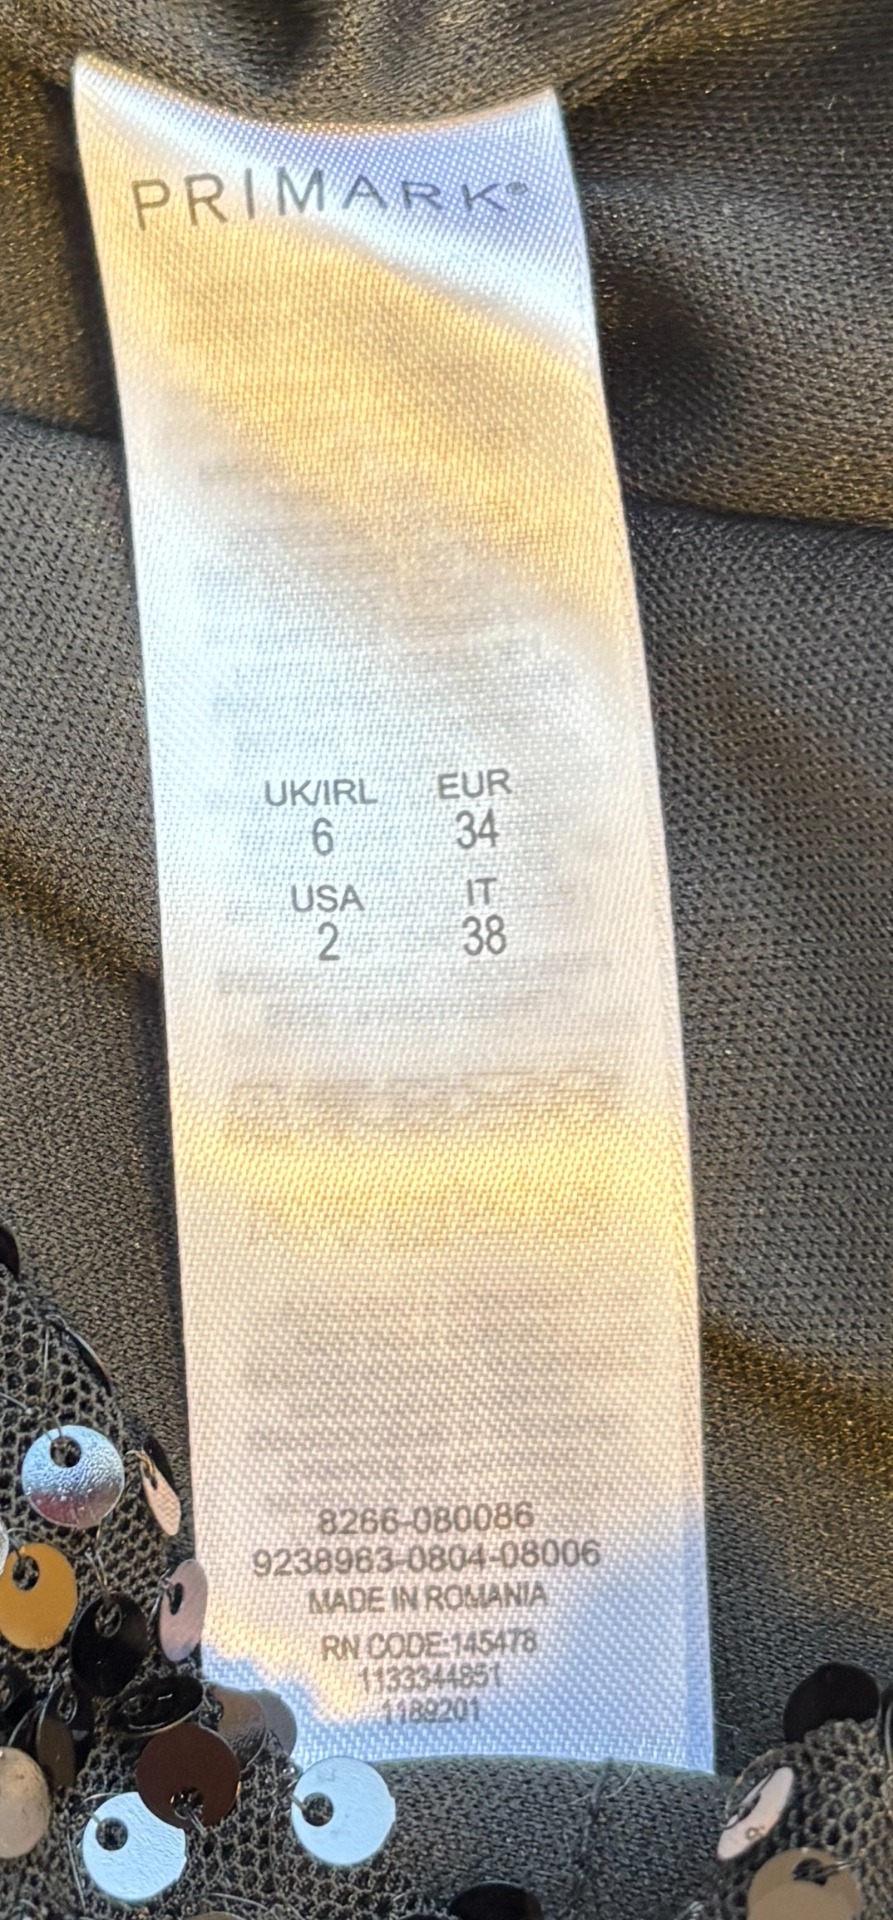 PRIMARK®
UK/IRL EUR
6 34
USA IT
2 38
8266-080086
9238963-0804-08006
MADE IN ROMANIA
RN CODE:145478
1133344851
1189201